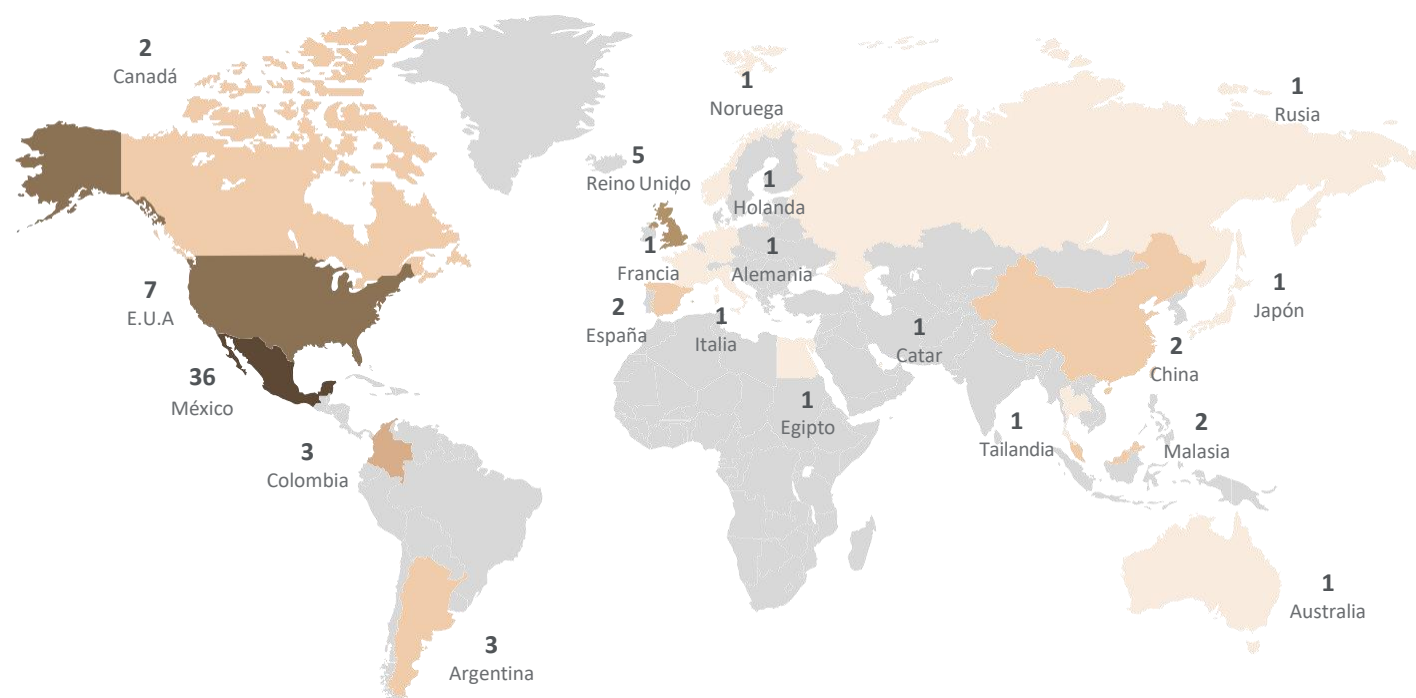 2
Canadá
1
Noruega
1
Rusia
5
Reino Unido
1
Holanda
1
Francia
1
Alemania
7
E.U.A
2
España
1
Italia
1
Catar
1
Japón
2
China
36
México
1
Egipto
1
Tailandia
2
Malasia
3
Colombia
1
Australia
3
Argentina